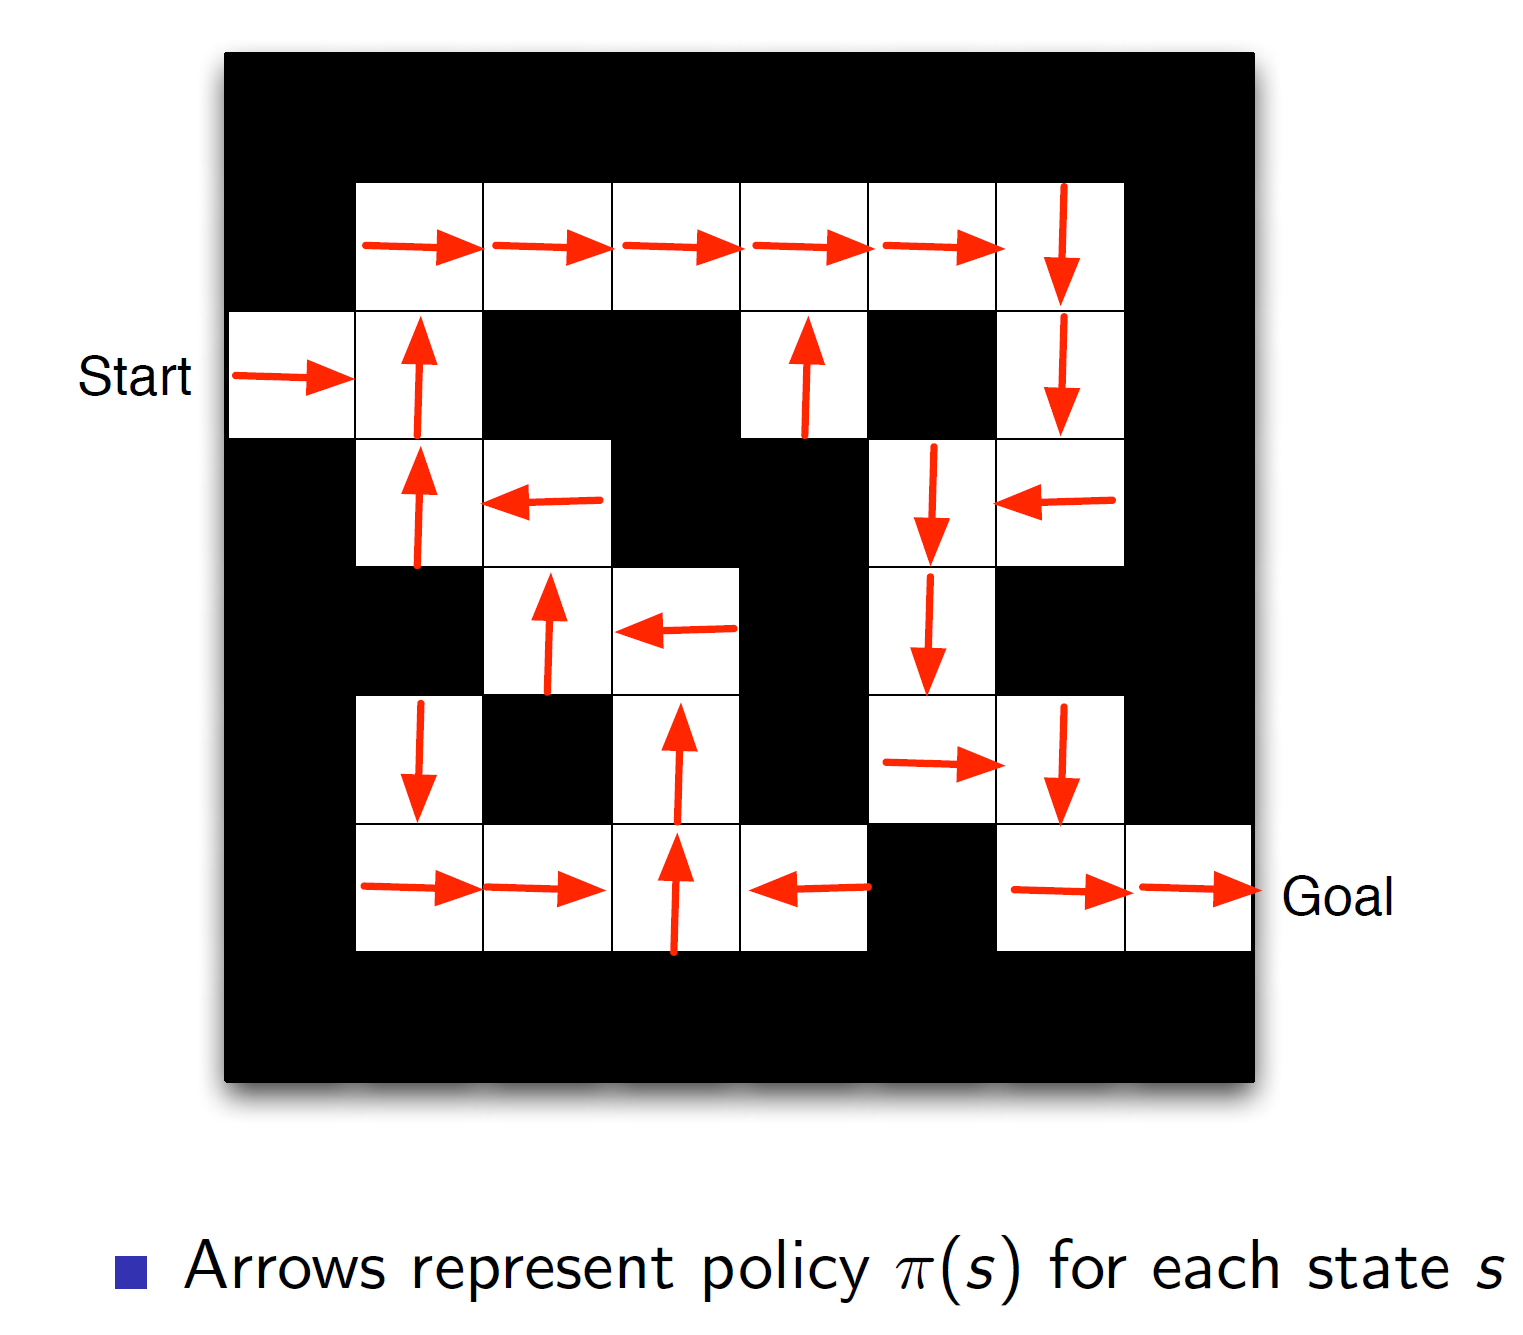 Start
Goal
Arrows represent policy π(s) for each state s